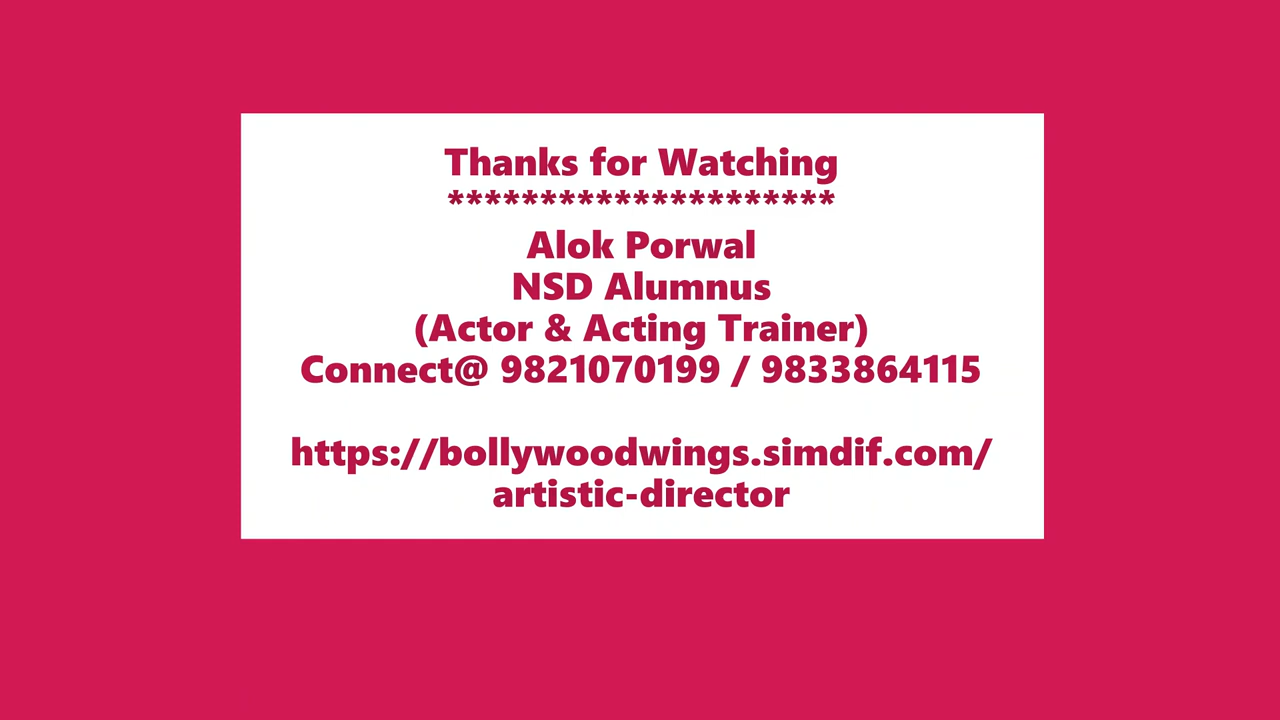 Thanks for Watching
*********************
Alok Porwal
NSD Alumnus
(Actor & Acting Trainer)
Connect@ 9821070199 / 9833864115
https://bollywoodwings.simdif.com/
artistic-director